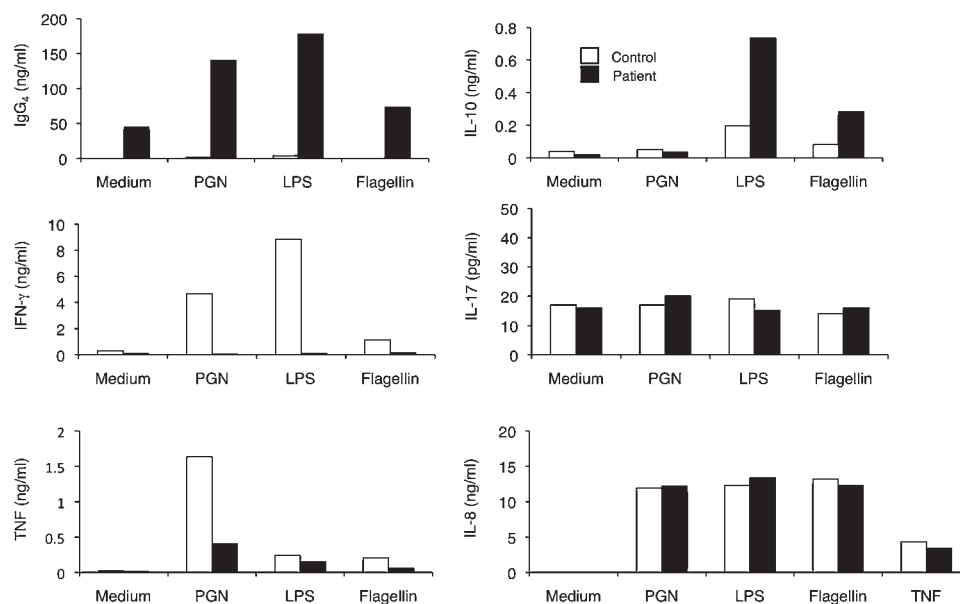 IgG4 (ng/ml)
200
150
100
50
0
Medium PGN LPS Flagellin
IL-10 (ng/ml)
0.8
0.6
0.4
0.2
0
Control
Patient
Medium PGN LPS Flagellin
IFN-γ (ng/ml)
10
8
6
4
2
0
Medium PGN LPS Flagellin
IL-17 (pg/ml)
50
40
30
20
10
0
Medium PGN LPS Flagellin
TNF (ng/ml)
2
1.5
1
0.5
0
Medium PGN LPS Flagellin
IL-8 (ng/ml)
20
15
10
5
0
Medium PGN LPS Flagellin TNF